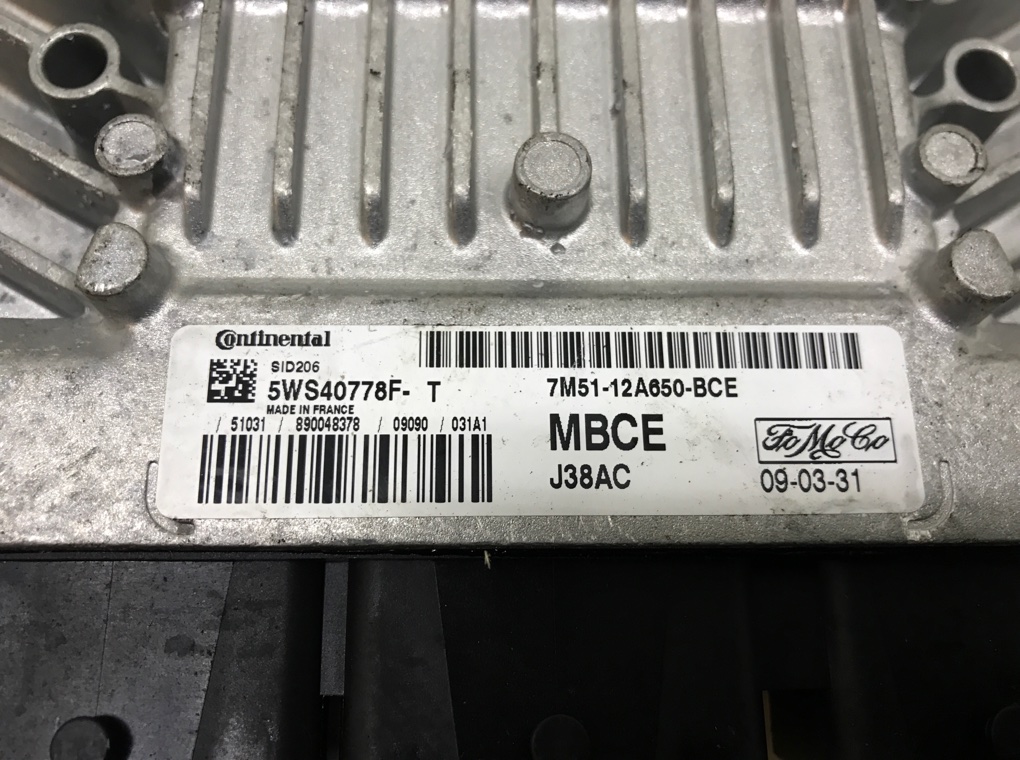 Continental
SID206
5WS40778F- T
MADE IN FRANCE
/ 51031 / 890048378 / 09090 / 031A1
7M51-12A650-BCE
MBCE
J38AC
FoMoCo
09-03-31